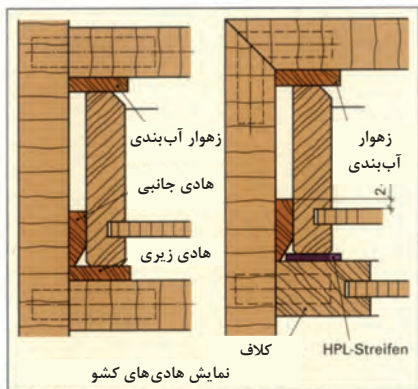 زهوار آب‌بندی
هادی جانبی
هادی زیری
زهوار
آب‌بندی
2.
کلاف
HPL-Streifen
نمایش هادی‌های کشو